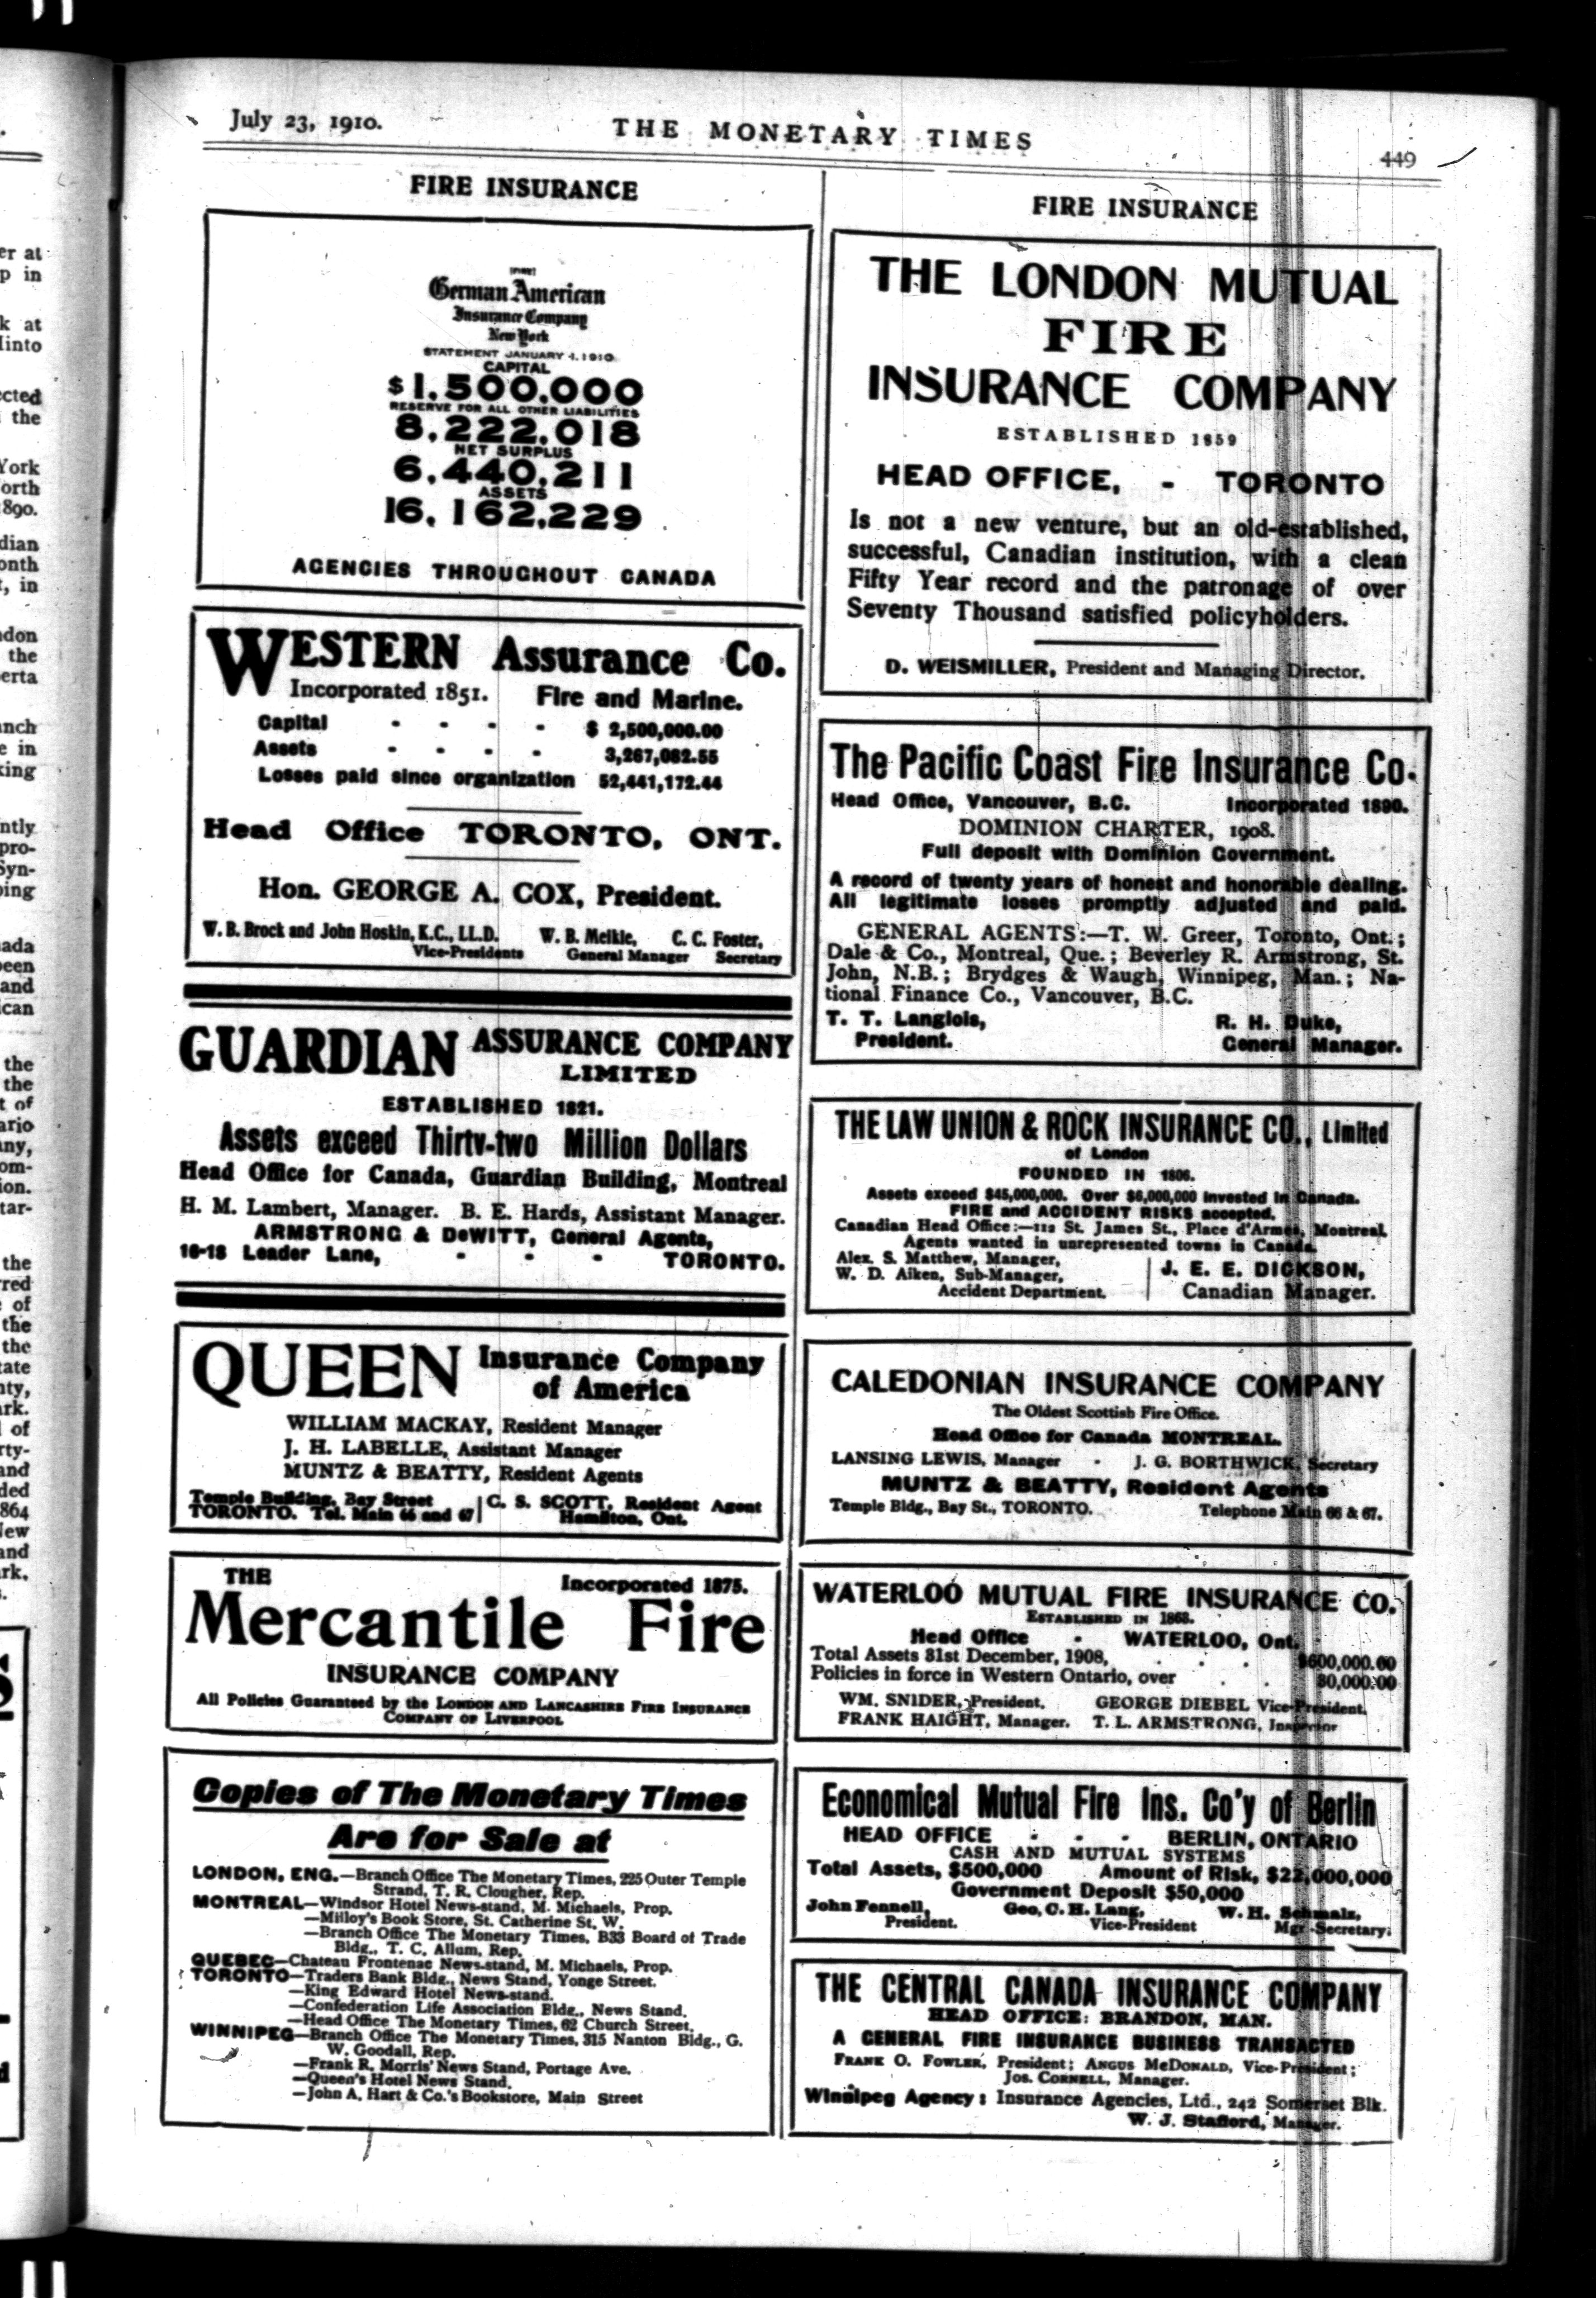 July 23, 1910.
THE MONETARY TIMES
449
FIRE INSURANCE
German American
Insurance Company
New York
STATEMENT JANUARY 1, 1910
CAPITAL
$1,500,000
RESERVE FOR ALL OTHER LIABILITIES
8,222,018
NET SURPLUS
6,440,211
ASSETS
16,162,229
AGENCIES THROUGHOUT CANADA
WESTERN Assurance Co.
Incorporated 1851. Fire and Marine.
Capital - - - - $ 2,500,000.00
Assets - - - - 3,267,082.55
Losses paid since organization 52,441,172.44
Head Office TORONTO, ONT.
Hon. GEORGE A. COX, President.
W. B. Brock and John Hoskin, K.C., LL.D. W. B. Meikle, C. C. Foster,
Vice-Presidents General Manager Secretary
GUARDIAN ASSURANCE COMPANY
LIMITED
ESTABLISHED 1821.
Assets exceed Thirty-two Million Dollars
Head Office for Canada, Guardian Building, Montreal
H. M. Lambert, Manager. B. E. Hards, Assistant Manager.
ARMSTRONG & DeWITT, General Agents,
16-18 Leader Lane, - - - TORONTO.
QUEEN Insurance Company
of America
WILLIAM MACKAY, Resident Manager
J. H. LABELLE, Assistant Manager
MUNTZ & BEATTY, Resident Agents
Temple Building, Bay Street
TORONTO. Tel. Main 66 and 67
C. S. SCOTT, Resident Agent
Hamilton, Ont.
THE Incorporated 1875.
Mercantile Fire
INSURANCE COMPANY
All Policies Guaranteed by the LONDON AND LANCASHIRE FIRE INSURANCE
COMPANY OF LIVERPOOL
Copies of The Monetary Times
Are for Sale at
LONDON, ENG.—Branch Office The Monetary Times, 225 Outer Temple
Strand, T. R. Clougher, Rep.
MONTREAL—Windsor Hotel News-stand, M. Michaels, Prop.
—Milloy's Book Store, St. Catherine St. W.
—Branch Office The Monetary Times, B33 Board of Trade
Bldg., T. C. Allum, Rep.
QUEBEC—Chateau Frontenac News-stand, M. Michaels, Prop.
TORONTO—Traders Bank Bldg., News Stand, Yonge Street.
—King Edward Hotel News-stand.
—Confederation Life Association Bldg., News Stand.
—Head Office The Monetary Times, 62 Church Street.
WINNIPEG—Branch Office The Monetary Times, 315 Nanton Bldg., G.
W. Goodall, Rep.
—Frank R. Morris' News Stand, Portage Ave.
—Queen's Hotel News Stand.
—John A. Hart & Co.'s Bookstore, Main Street
FIRE INSURANCE
THE LONDON MUTUAL
FIRE
INSURANCE COMPANY
ESTABLISHED 1859
HEAD OFFICE, - TORONTO
Is not a new venture, but an old-established,
successful, Canadian institution, with a clean
Fifty Year record and the patronage of over
Seventy Thousand satisfied policyholders.
D. WEISMILLER, President and Managing Director.
The Pacific Coast Fire Insurance Co.
Head Office, Vancouver, B.C. Incorporated 1890.
DOMINION CHARTER, 1908.
Full deposit with Dominion Government.
A record of twenty years of honest and honorable dealing.
All legitimate losses promptly adjusted and paid.
GENERAL AGENTS:—T. W. Greer, Toronto, Ont.;
Dale & Co., Montreal, Que.; Beverley R. Armstrong, St.
John, N.B.; Brydges & Waugh, Winnipeg, Man.; Na-
tional Finance Co., Vancouver, B.C.
T. T. Langlois, R. H. Duke,
President. General Manager.
THE LAW UNION & ROCK INSURANCE CO., Limited
of London
FOUNDED IN 1806.
Assets exceed $45,000,000. Over $6,000,000 invested in Canada.
FIRE and ACCIDENT RISKS accepted.
Canadian Head Office:—112 St. James St., Place d'Armes, Montreal.
Agents wanted in unrepresented towns in Canada.
Alex. S. Matthew, Manager,
W. D. Aiken, Sub-Manager,
Accident Department.
J. E. E. DICKSON,
Canadian Manager.
CALEDONIAN INSURANCE COMPANY
The Oldest Scottish Fire Office.
Head Office for Canada MONTREAL.
LANSING LEWIS, Manager - J. G. BORTHWICK, Secretary
MUNTZ & BEATTY, Resident Agents
Temple Bldg., Bay St., TORONTO. Telephone Main 66 & 67.
WATERLOO MUTUAL FIRE INSURANCE CO.
ESTABLISHED IN 1863.
Head Office - WATERLOO, Ont.
Total Assets 31st December, 1908, . . . $600,000.00
Policies in force in Western Ontario, over . . 30,000.00
WM. SNIDER, President. GEORGE DIEBEL Vice-President.
FRANK HAIGHT, Manager. T. L. ARMSTRONG, Inspector
Economical Mutual Fire Ins. Co'y of Berlin
HEAD OFFICE - - - BERLIN, ONTARIO
CASH AND MUTUAL SYSTEMS
Total Assets, $500,000 Amount of Risk, $22,000,000
Government Deposit $50,000
John Fennell, Geo. C. H. Lang, W. H. Schmalz,
President. Vice-President Mgr.-Secretary.
THE CENTRAL CANADA INSURANCE COMPANY
HEAD OFFICE: BRANDON, MAN.
A GENERAL FIRE INSURANCE BUSINESS TRANSACTED
FRANK O. FOWLER, President; ANGUS McDONALD, Vice-President;
JOS. CORNELL, Manager.
Winnipeg Agency: Insurance Agencies, Ltd., 242 Somerset Blk.
W. J. Stafford, Manager.